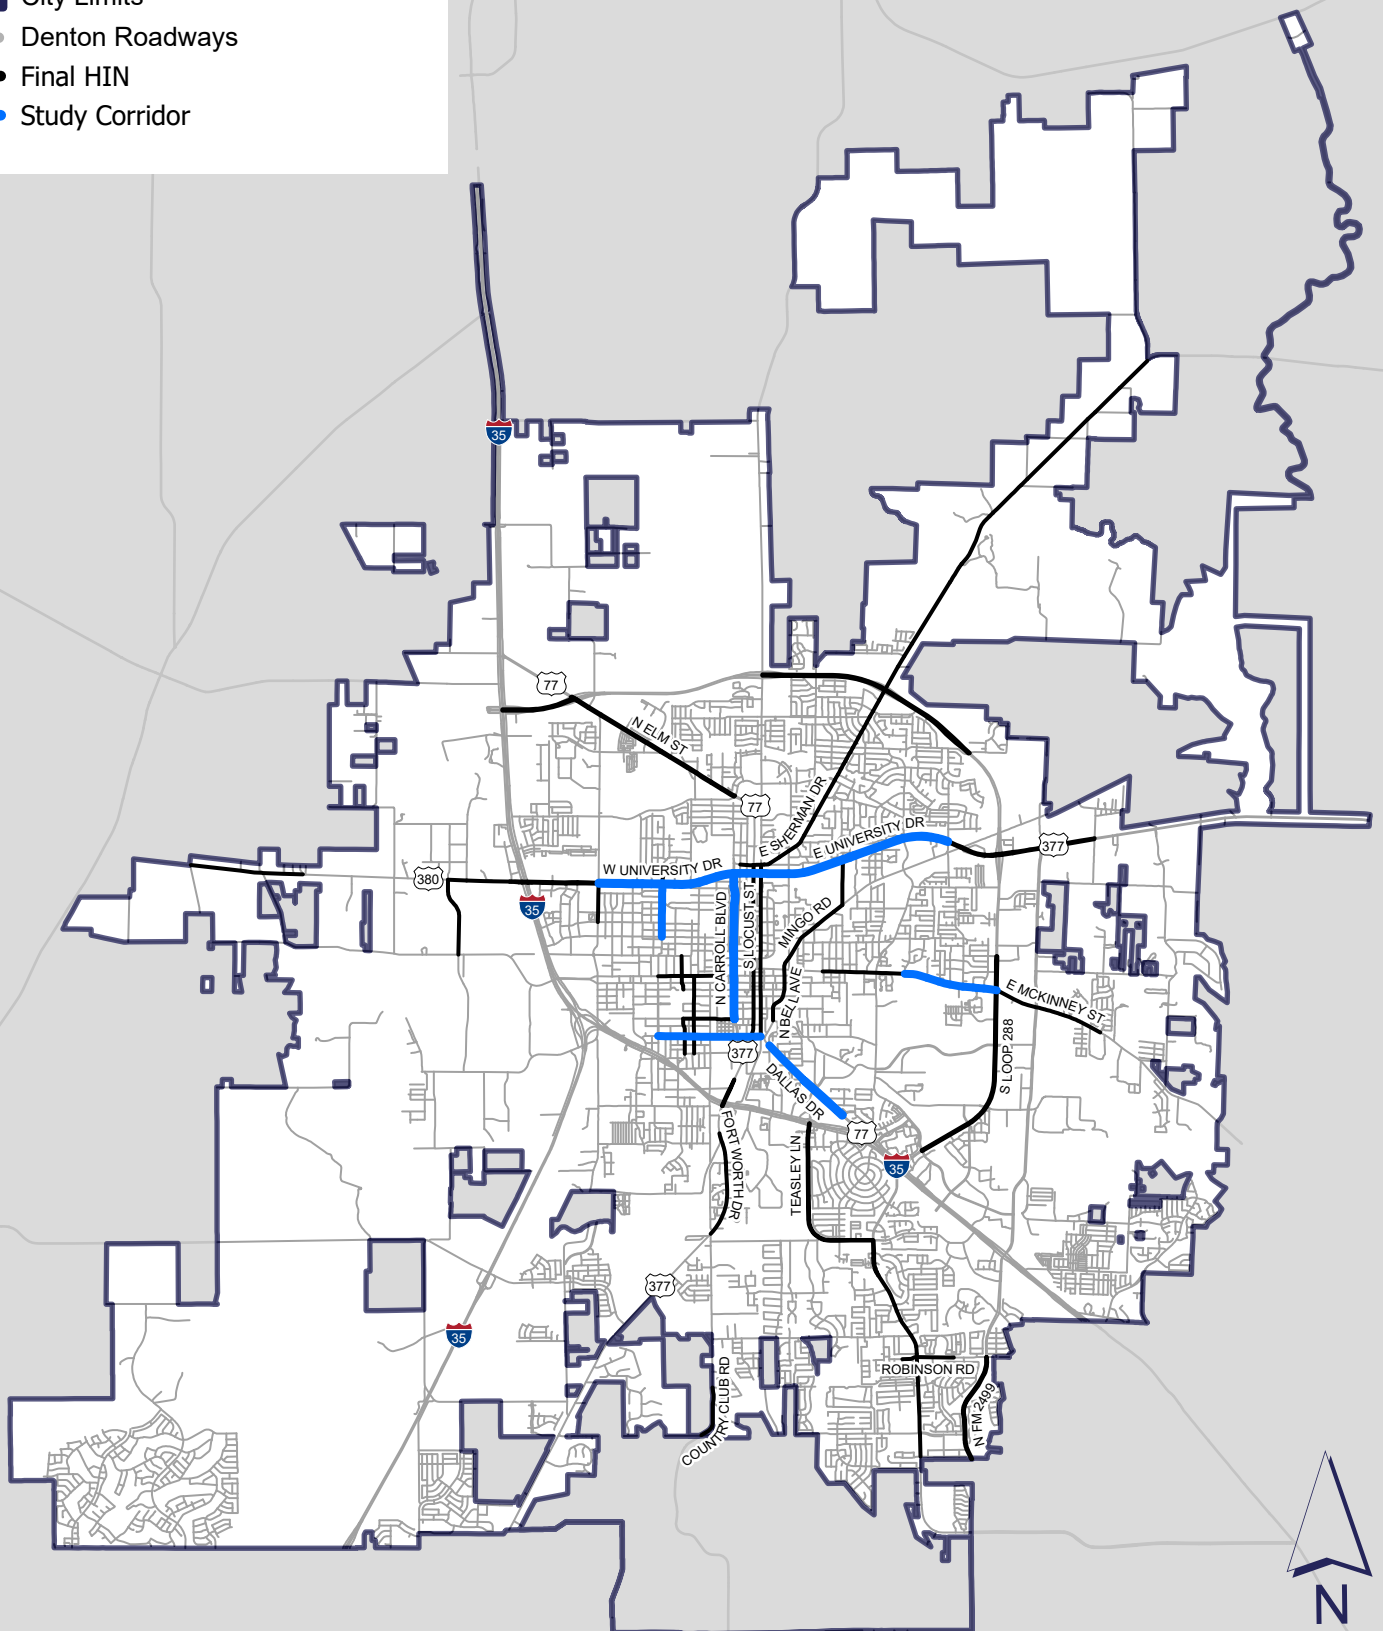 City Limits
Denton Roadways
Final HIN
Study Corridor
35
77
N ELM ST
77
E SHERMAN DR
E UNIVERSITY DR
377
W UNIVERSITY DR
380
35
N CARROLL BLVD
S LOCUST ST
MINGO RD
N BELL AVE
E MCKINNEY ST
S LOOP 288
377
DALLAS DR
77
35
FORT WORTH DR
TEASLEY LN
377
35
ROBINSON RD
COUNTRY CLUB RD
N FM 2499
N